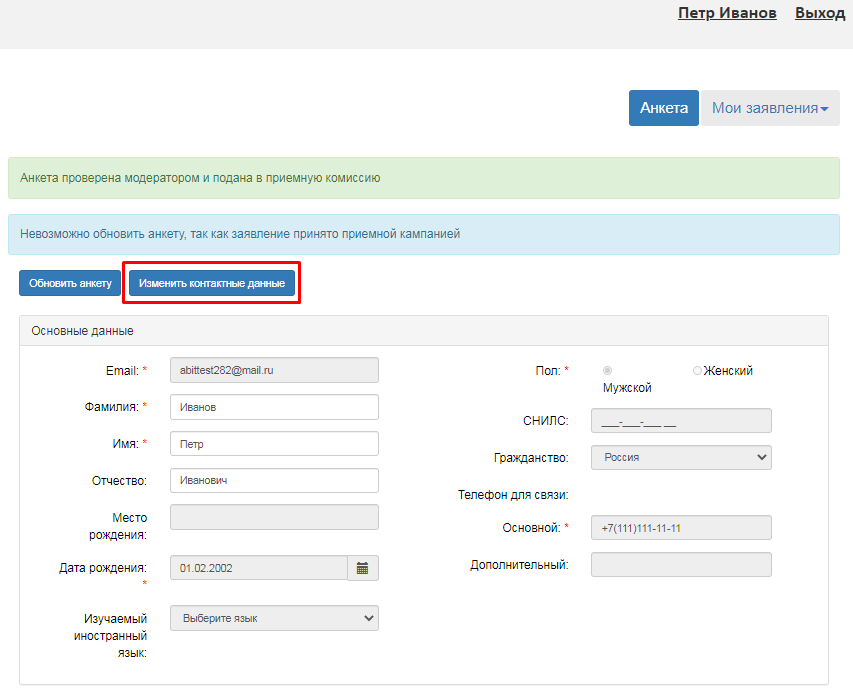 Петр Иванов Выход
Анкета Мои заявления
Анкета проверена модератором и подана в приемную комиссию
Невозможно обновить анкету, так как заявление принято приемной кампанией
Обновить анкету Изменить контактные данные
Основные данные
Email: * abittest282@mail.ru
Фамилия: * Иванов
Имя: * Петр
Отчество: Иванович
Место
рождения:
Дата рождения: 01.02.2002
*
Изучаемый Выберите язык
иностранный
язык:
Пол: * Женский
Мужской
СНИЛС: ___-___-___ __
Гражданство: Россия
Телефон для связи:
Основной: * +7(111)111-11-11
Дополнительный: